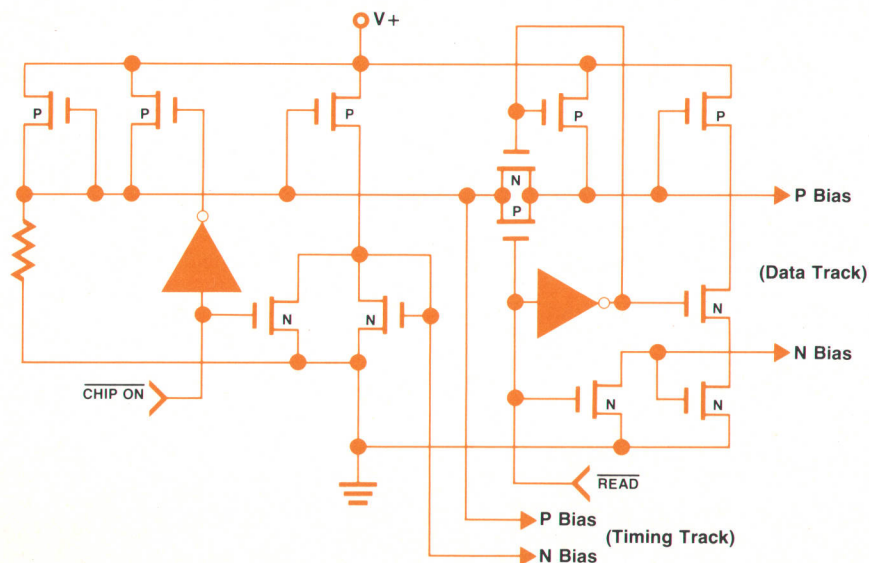 V+
P
P
P
P
P
N
P
P Bias
(Data Track)
N
N
N
N Bias
CHIP ON
N
N
READ
P Bias
(Timing Track)
N Bias